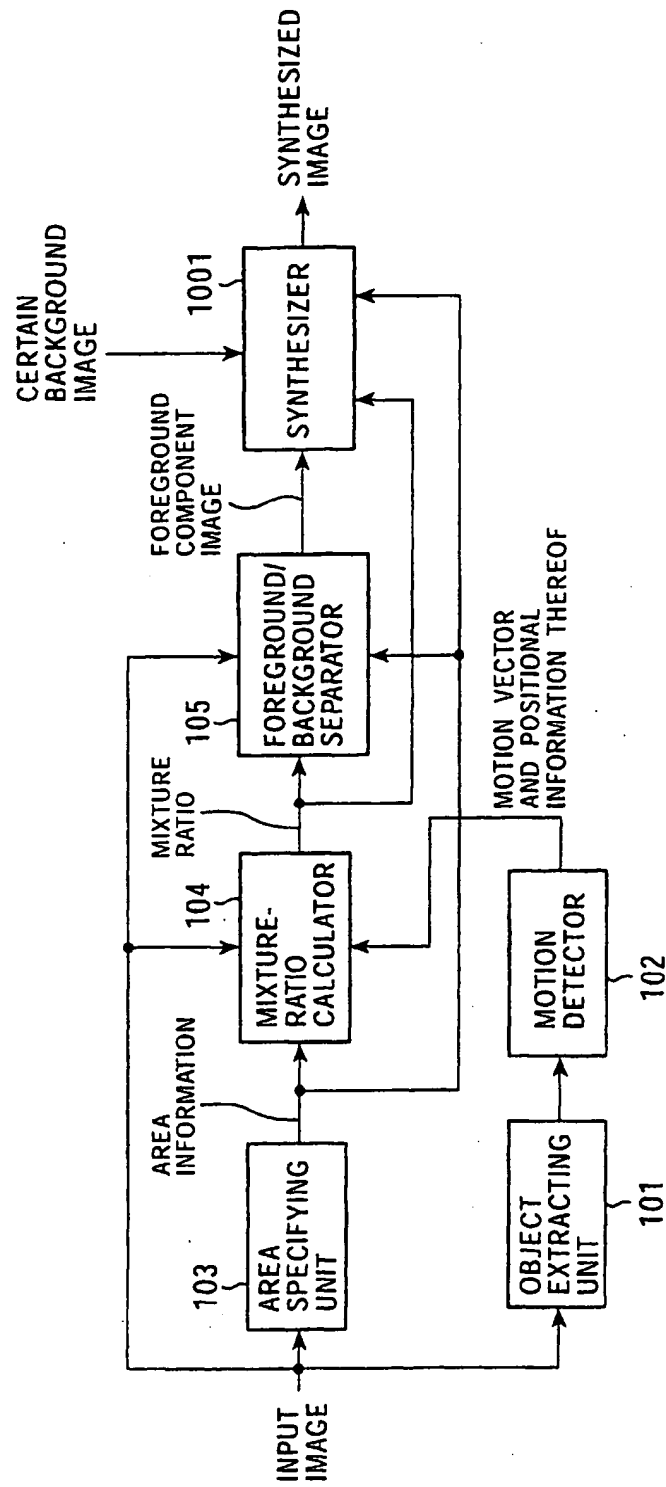 INPUT
IMAGE
103
AREA
SPECIFYING
UNIT
AREA
INFORMATION
104
MIXTURE-
RATIO
CALCULATOR
MIXTURE
RATIO
105
FOREGROUND/
BACKGROUND
SEPARATOR
FOREGROUND
COMPONENT
IMAGE
CERTAIN
BACKGROUND
IMAGE
1001
SYNTHESIZER
SYNTHESIZED
IMAGE
OBJECT
EXTRACTING
UNIT
101
MOTION
DETECTOR
102
MOTION VECTOR
AND POSITIONAL
INFORMATION THEREOF